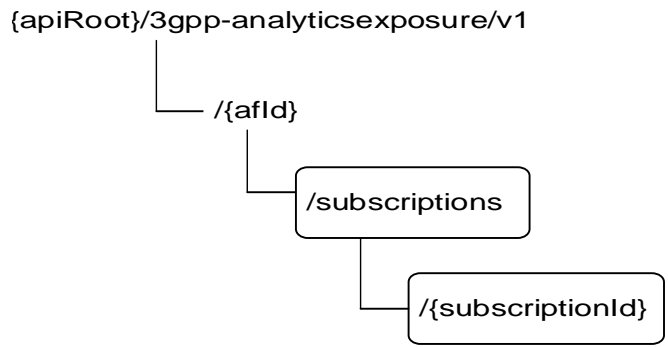 {apiRoot}/3gpp-analyticsexposure/v1
/{afId}
/subscriptions
/{subscriptionId}